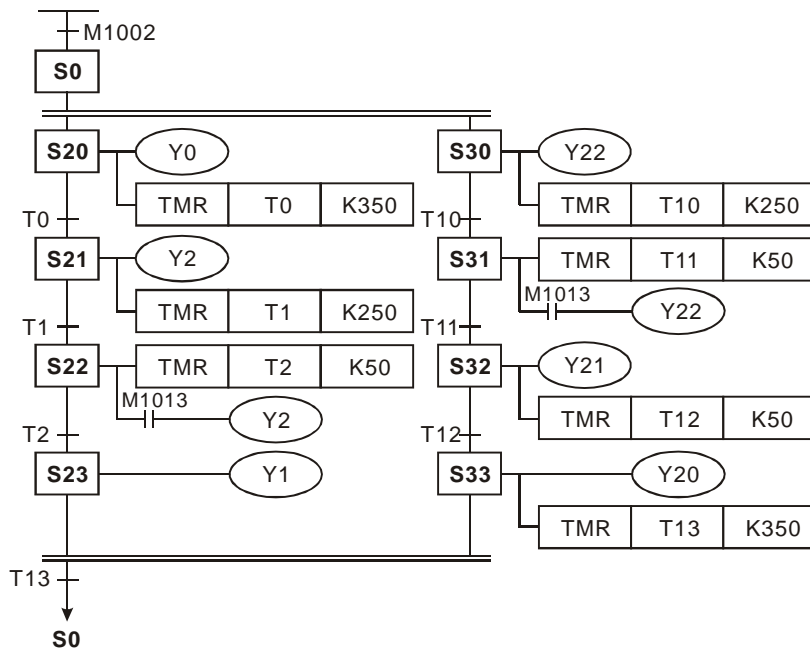 M1002
S0
S20 Y0
TMR T0 K350
T0
S21 Y2
TMR T1 K250
T1
S22 TMR T2 K50
M1013
Y2
T2
S23 Y1
S30 Y22
TMR T10 K250
T10
S31 TMR T11 K50
M1013
Y22
T11
S32 Y21
TMR T12 K50
T12
S33 Y20
TMR T13 K350
T13
S0